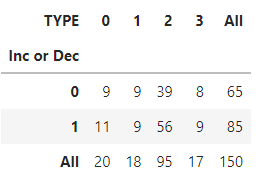 TYPE 0 1 2 3 All
Inc or Dec
0 9 9 39 8 65
1 11 9 56 9 85
All 20 18 95 17 150